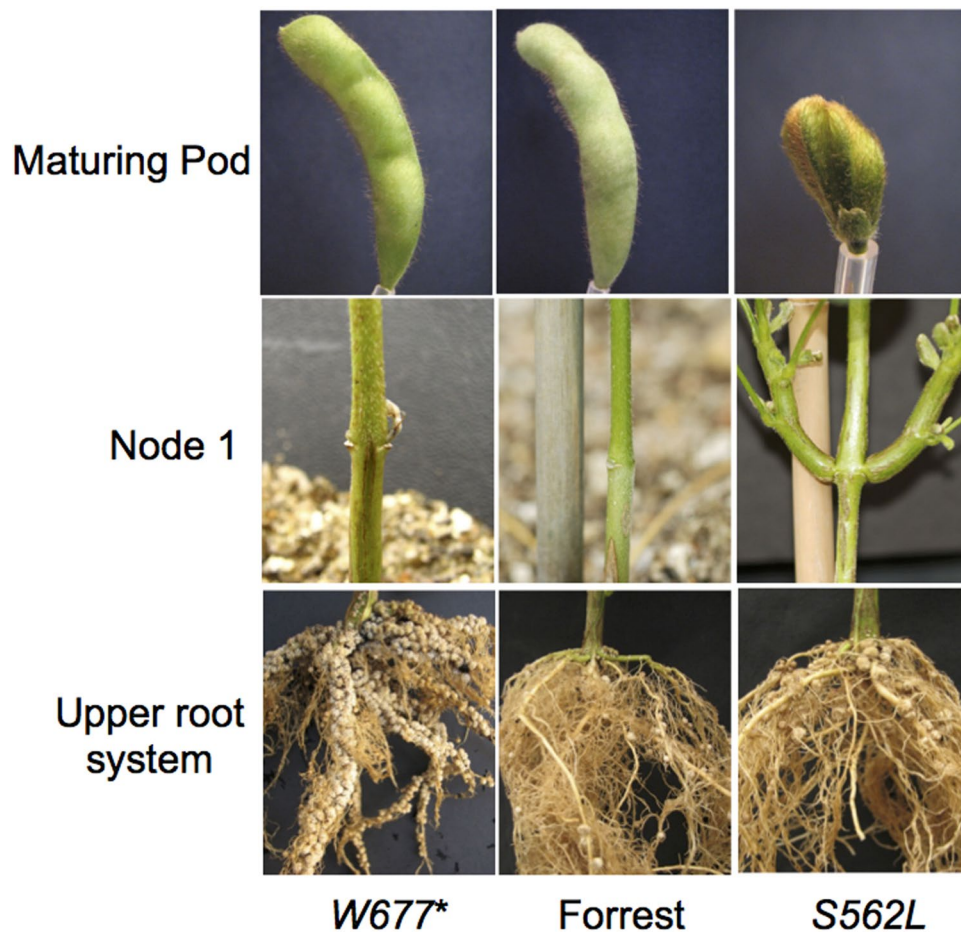 Maturing Pod
Node 1
Upper root
system
W677*
Forrest
S562L